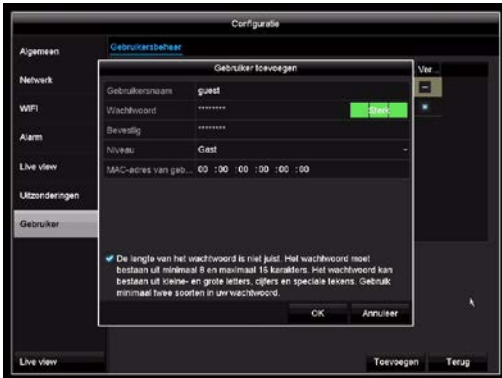 Configuratie
Algemeen
Netwerk
WIFI
Alarm
Live view
Uitzonderingen
Gebruiker
Live view
Gebruikersbeheer
Ver...
Gebruiker toevoegen
Gebruikersnaam guest
Wachtwoord ******** Sterk
Bevestig ********
Niveau Gast
MAC-adres van geb... 00 :00 :00 :00 :00 :00
De lengte van het wachtwoord is niet juist. Het wachtwoord moet
bestaan uit minimaal 8 en maximaal 16 karakters. Het wachtwoord kan
bestaan uit kleine- en grote letters, cijfers en speciale tekens. Gebruik
minimaal twee soorten in uw wachtwoord.
OK Annuleer
Toevoegen Terug